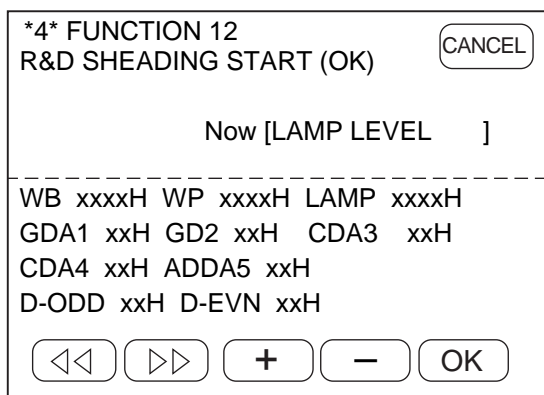 *4* FUNCTION 12
CANCEL
R&D SHEADING START (OK)
Now [LAMP LEVEL ]
WB xxxxH WP xxxxH LAMP xxxxH
GDA1 xxH GD2 xxH CDA3 xxH
CDA4 xxH ADDA5 xxH
D-ODD xxH D-EVN xxH
+ − OK